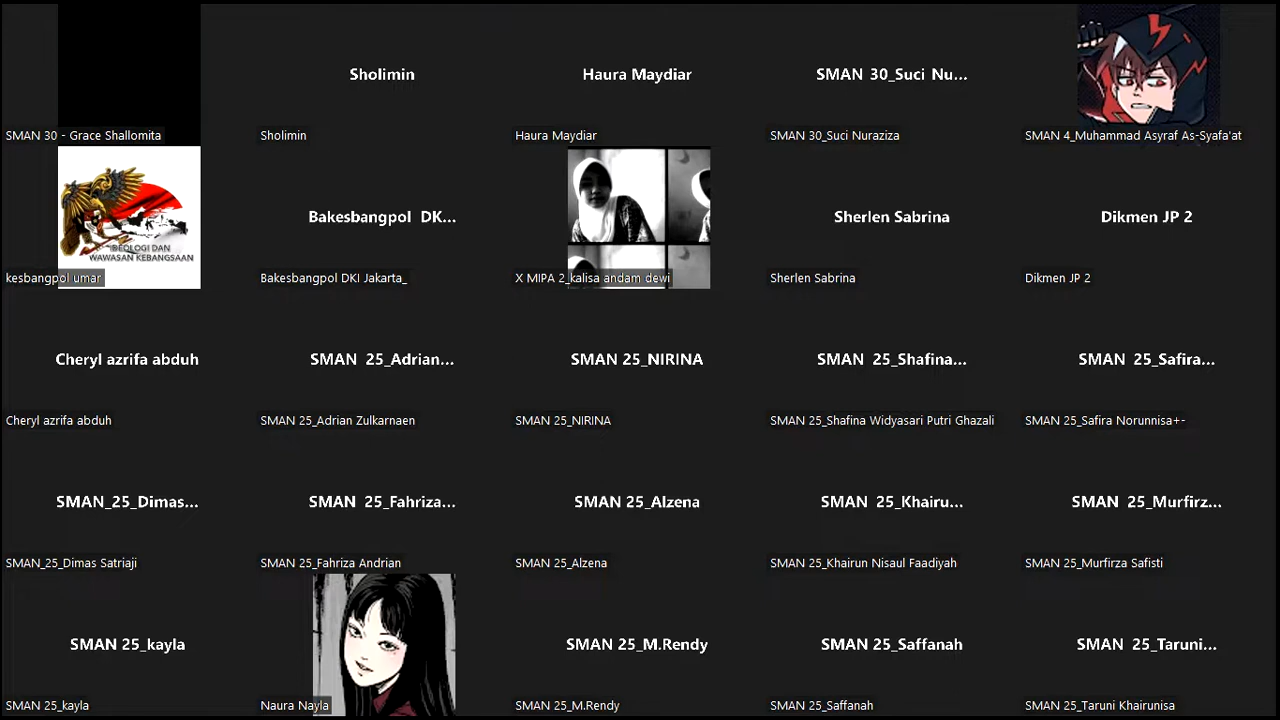 SMAN 30 - Grace Shallomita
Sholimin
Sholimin
Haura Maydiar
Haura Maydiar
SMAN 30_Suci Nu...
SMAN 30_Suci Nuraziza
SMAN 4_Muhammad Asyraf As-Syafa'at
IDEOLOGI DAN
WAWASAN KEBANGSAAN
kesbangpol umar
Bakesbangpol DK...
Bakesbangpol DKI Jakarta_
X MIPA 2_kalisa andam dewi
Sherlen Sabrina
Sherlen Sabrina
Dikmen JP 2
Dikmen JP 2
Cheryl azrifa abduh
Cheryl azrifa abduh
SMAN 25_Adrian...
SMAN 25_Adrian Zulkarnaen
SMAN 25_NIRINA
SMAN 25_NIRINA
SMAN 25_Shafina...
SMAN 25_Shafina Widyasari Putri Ghazali
SMAN 25_Safira...
SMAN 25_Safira Norunnisa+-
SMAN_25_Dimas...
SMAN_25_Dimas Satriaji
SMAN 25_Fahriza...
SMAN 25_Fahriza Andrian
SMAN 25_Alzena
SMAN 25_Alzena
SMAN 25_Khairu...
SMAN 25_Khairun Nisaul Faadiyah
SMAN 25_Murfirz...
SMAN 25_Murfirza Safisti
SMAN 25_kayla
SMAN 25_kayla
Naura Nayla
SMAN 25_M.Rendy
SMAN 25_M.Rendy
SMAN 25_Saffanah
SMAN 25_Saffanah
SMAN 25_Taruni...
SMAN 25_Taruni Khairunisa